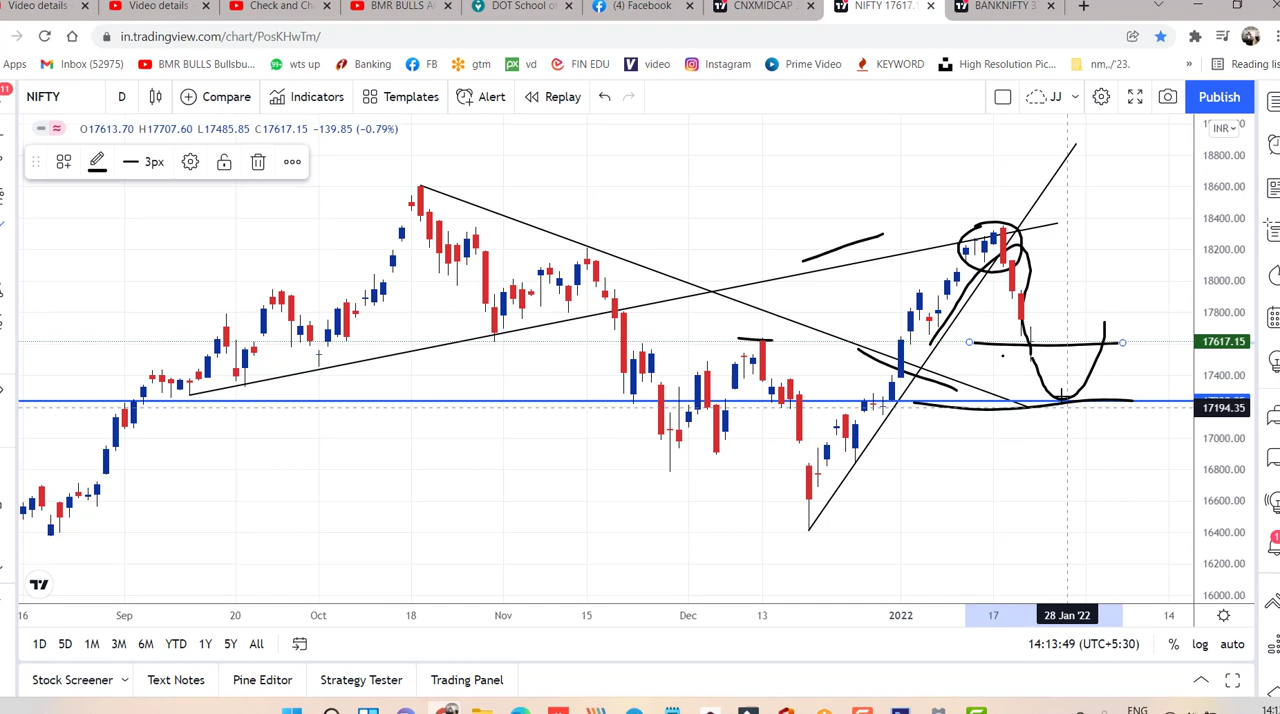 Video details - Video details - Check and Ch BMR BULLS A DOT School of (4) Facebook CNXMIDCAP NIFTY 17617.1 BANKNIFTY 3
in.tradingview.com/chart/PosKHwTm/
Apps Inbox (52975) BMR BULLS Bullsbu... wts up Banking FB gtm vd FIN EDU video Instagram Prime Video KEYWORD High Resolution Pic... nm,,/23. » Reading
11
NIFTY D Compare Indicators Templates Alert Replay JJ Publish
O17613.70 H17707.60 L17485.85 C17617.15 −139.85 (−0.79%)
INR
3px
18800.00
18600.00
18400.00
18200.00
18000.00
17800.00
17617.15
17400.00
17194.35
17000.00
16800.00
16600.00
16400.00
16200.00
16000.00
16 Sep 20 Oct 18 Nov 15 Dec 13 2022 17 28 Jan '22 14
1D 5D 1M 3M 6M YTD 1Y 5Y All 14:13:49 (UTC+5:30) % log auto
Stock Screener Text Notes Pine Editor Strategy Tester Trading Panel
ENG